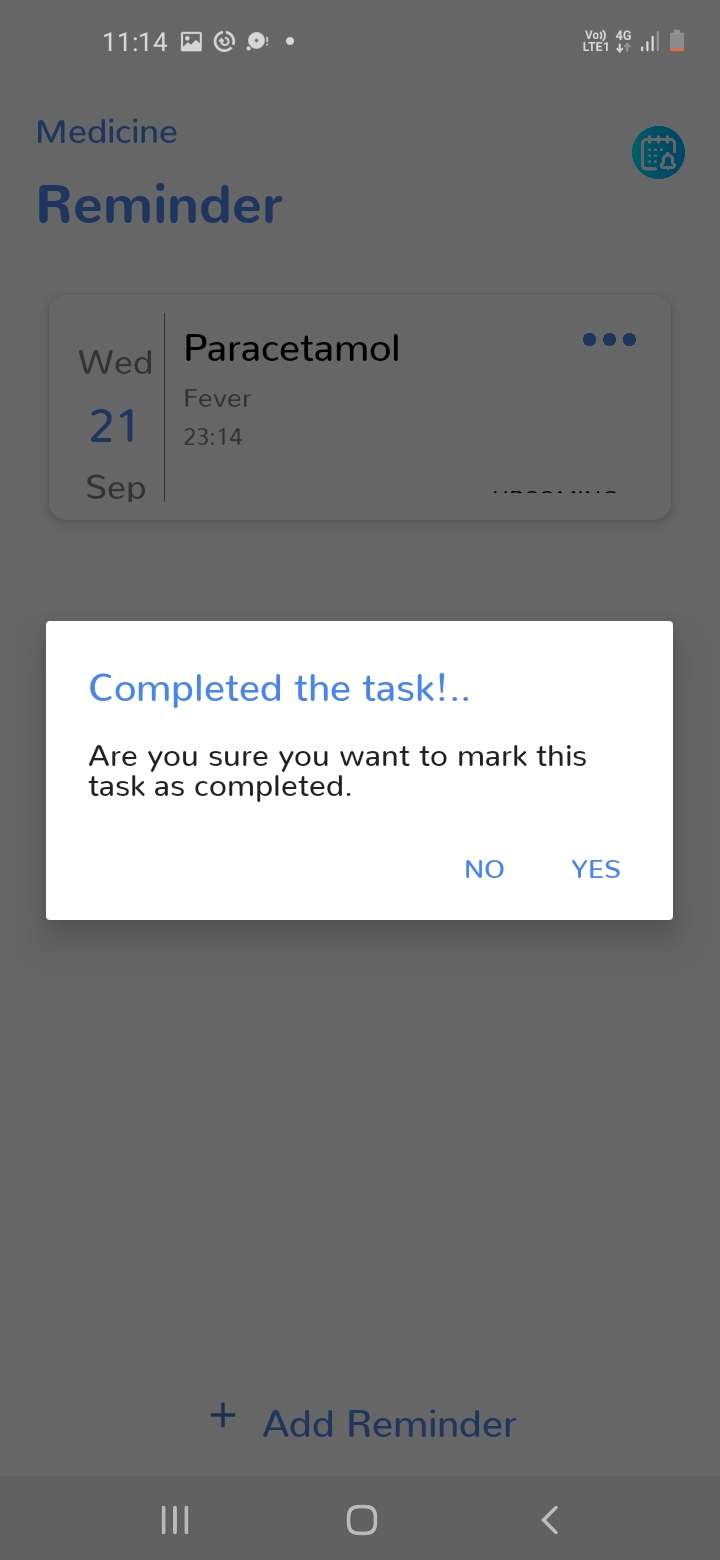 11:14
Vo)) 4G
LTE1
Medicine
Reminder
Wed
21
Sep
Paracetamol
Fever
23:14
Completed the task!..
Are you sure you want to mark this
task as completed.
NO YES
+ Add Reminder